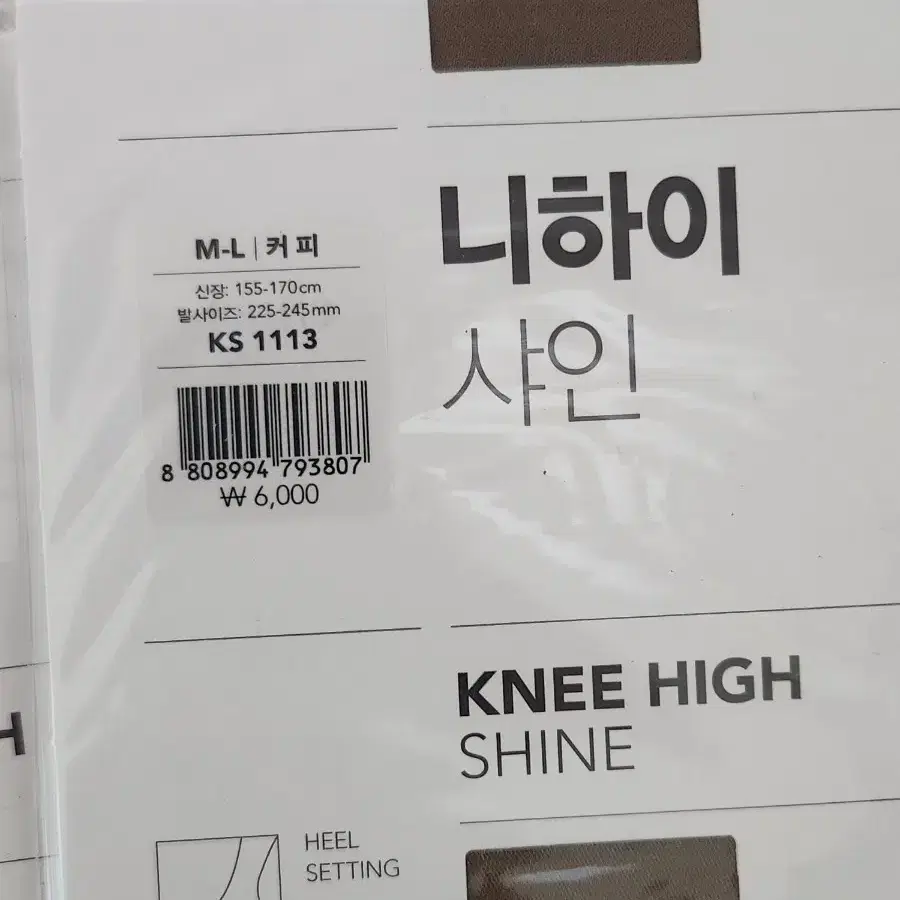 M-L | 커피
신장: 155-170cm
발사이즈: 225-245mm
KS 1113
8 808994 793807
₩ 6,000
니하이
샤인
KNEE HIGH
SHINE
HEEL
SETTING